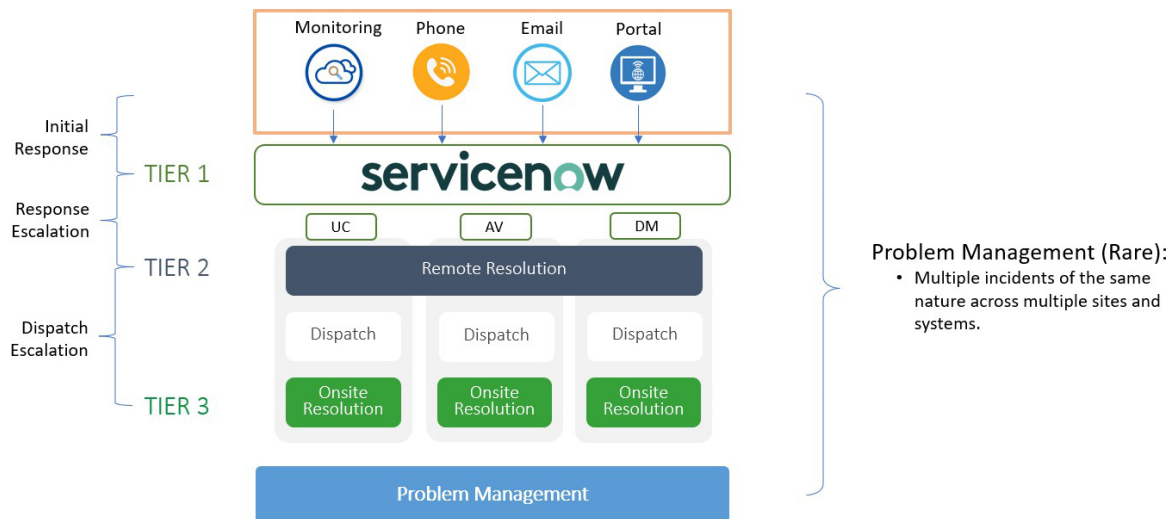 Monitoring
Phone
Email
Portal
Initial
Response
TIER 1
servicenow
Response
Escalation
UC
AV
DM
TIER 2
Remote Resolution
Dispatch
Escalation
Dispatch
Dispatch
Dispatch
TIER 3
Onsite
Resolution
Onsite
Resolution
Onsite
Resolution
Problem Management
Problem Management (Rare):
• Multiple incidents of the same
nature across multiple sites and
systems.